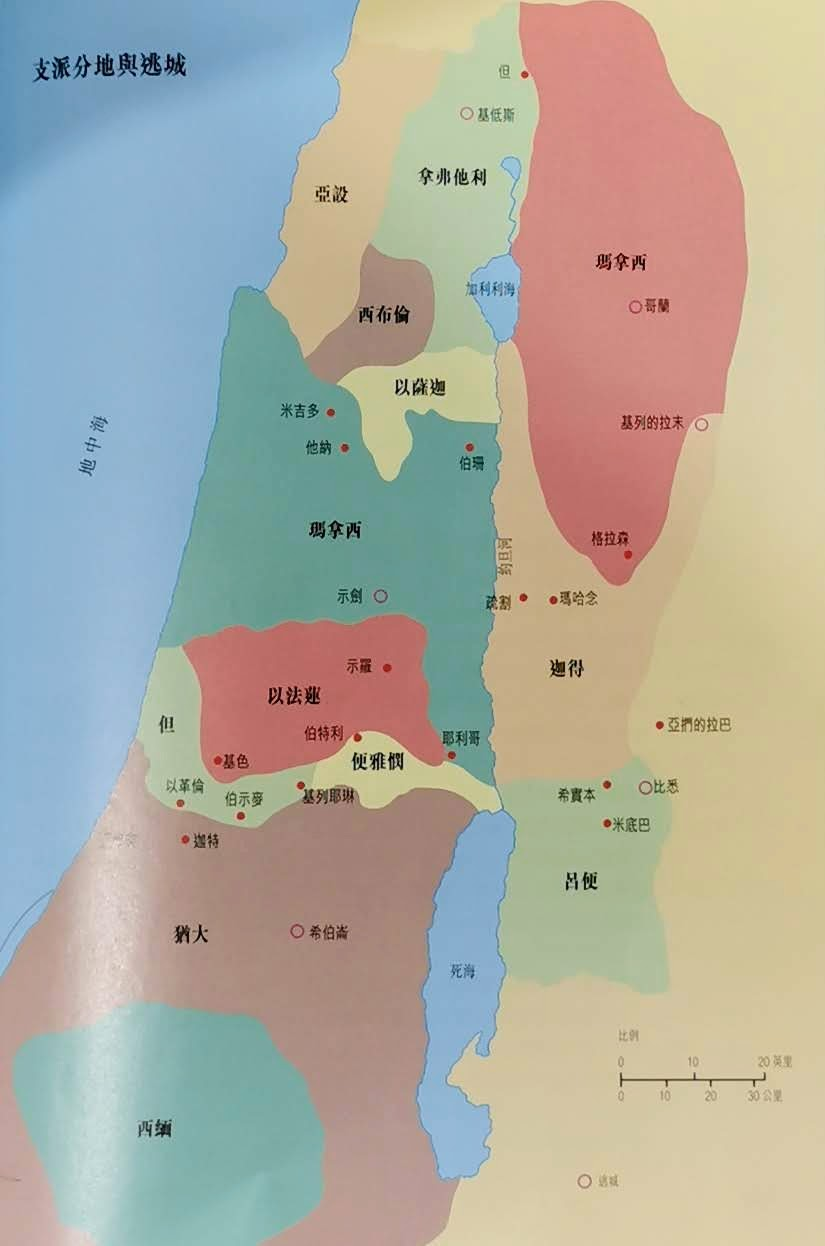 支派分地與逃城
但
基低斯
拿弗他利
亞設
瑪拿西
加利利海
哥蘭
西布倫
以薩迦
米吉多
基列的拉末
地中海
他納
伯珊
瑪拿西
格拉森
約旦河
示劍
疏割
瑪哈念
示羅
迦得
以法蓮
但
伯特利
耶利哥
亞捫的拉巴
基色
便雅憫
以革倫
伯示麥
基列耶琳
希實本
比悉
米底巴
迦特
呂便
猶大
希伯崙
死海
比例
0 10 20 英里
0 10 20 30 公里
西緬
逃城